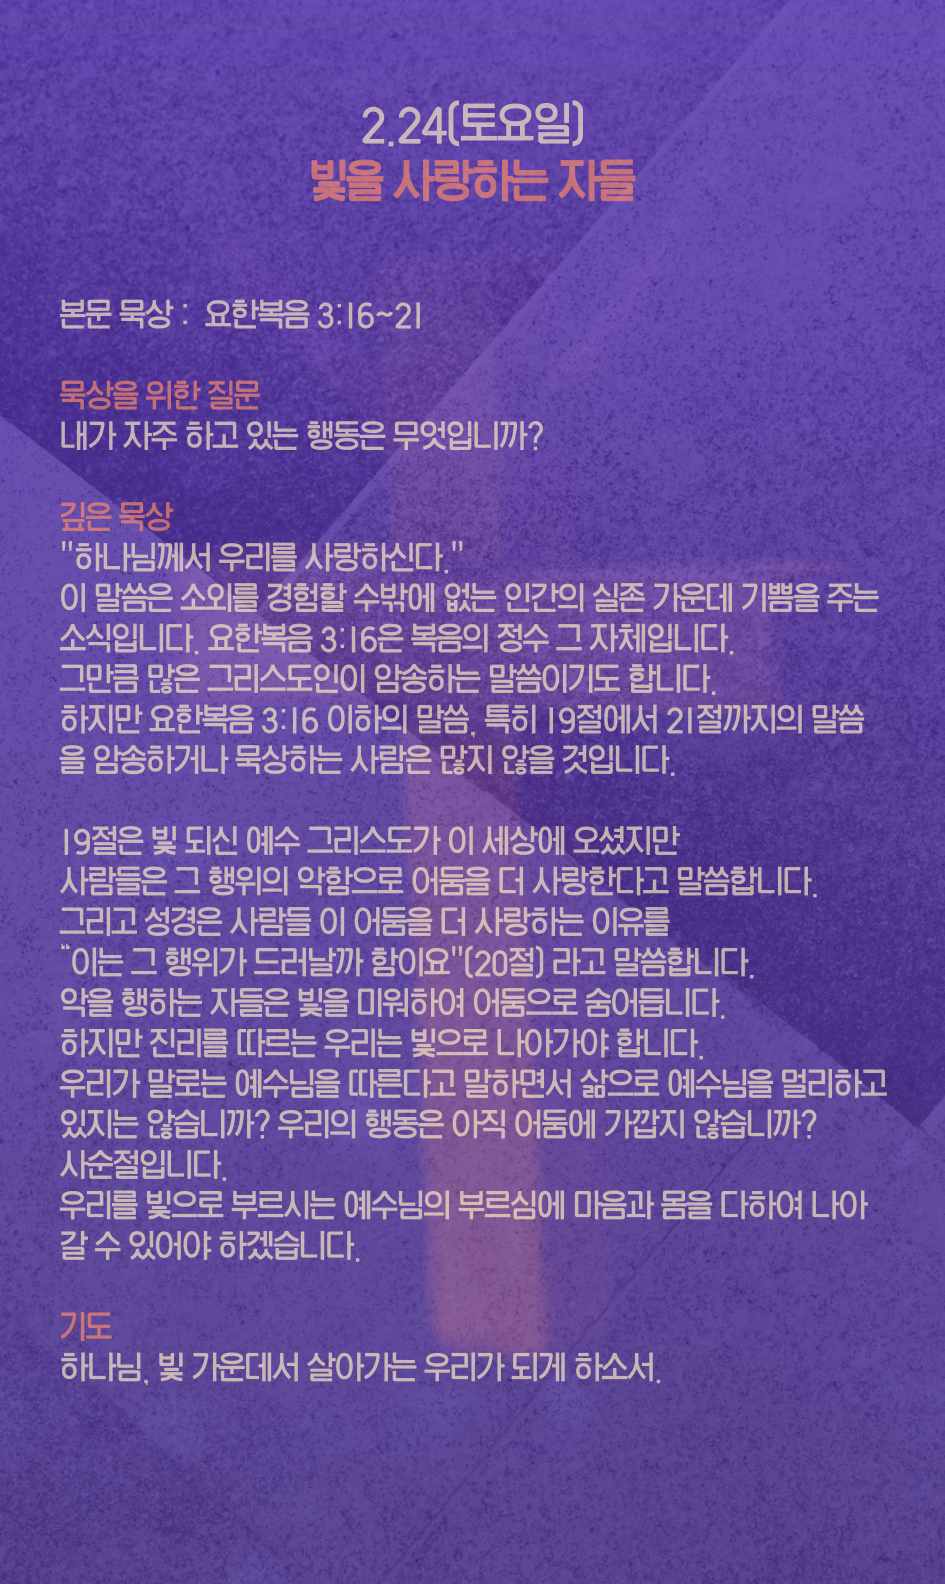 2.24(토요일)
빛을 사랑하는 자들
본문 묵상 : 요한복음 3:16~21
묵상을 위한 질문
내가 자주 하고 있는 행동은 무엇입니까?
깊은 묵상
"하나님께서 우리를 사랑하신다."
이 말씀은 소외를 경험할 수밖에 없는 인간의 실존 가운데 기쁨을 주는
소식입니다. 요한복음 3:16은 복음의 정수 그 자체입니다.
그만큼 많은 그리스도인이 암송하는 말씀이기도 합니다.
하지만 요한복음 3:16 이하의 말씀, 특히 19절에서 21절까지의 말씀
을 암송하거나 묵상하는 사람은 많지 않을 것입니다.
19절은 빛 되신 예수 그리스도가 이 세상에 오셨지만
사람들은 그 행위의 악함으로 어둠을 더 사랑한다고 말씀합니다.
그리고 성경은 사람들 이 어둠을 더 사랑하는 이유를
“이는 그 행위가 드러날까 함이요"(20절) 라고 말씀합니다.
악을 행하는 자들은 빛을 미워하여 어둠으로 숨어듭니다.
하지만 진리를 따르는 우리는 빛으로 나아가야 합니다.
우리가 말로는 예수님을 따른다고 말하면서 삶으로 예수님을 멀리하고
있지는 않습니까? 우리의 행동은 아직 어둠에 가깝지 않습니까?
사순절입니다.
우리를 빛으로 부르시는 예수님의 부르심에 마음과 몸을 다하여 나아
갈 수 있어야 하겠습니다.
기도
하나님, 빛 가운데서 살아가는 우리가 되게 하소서.